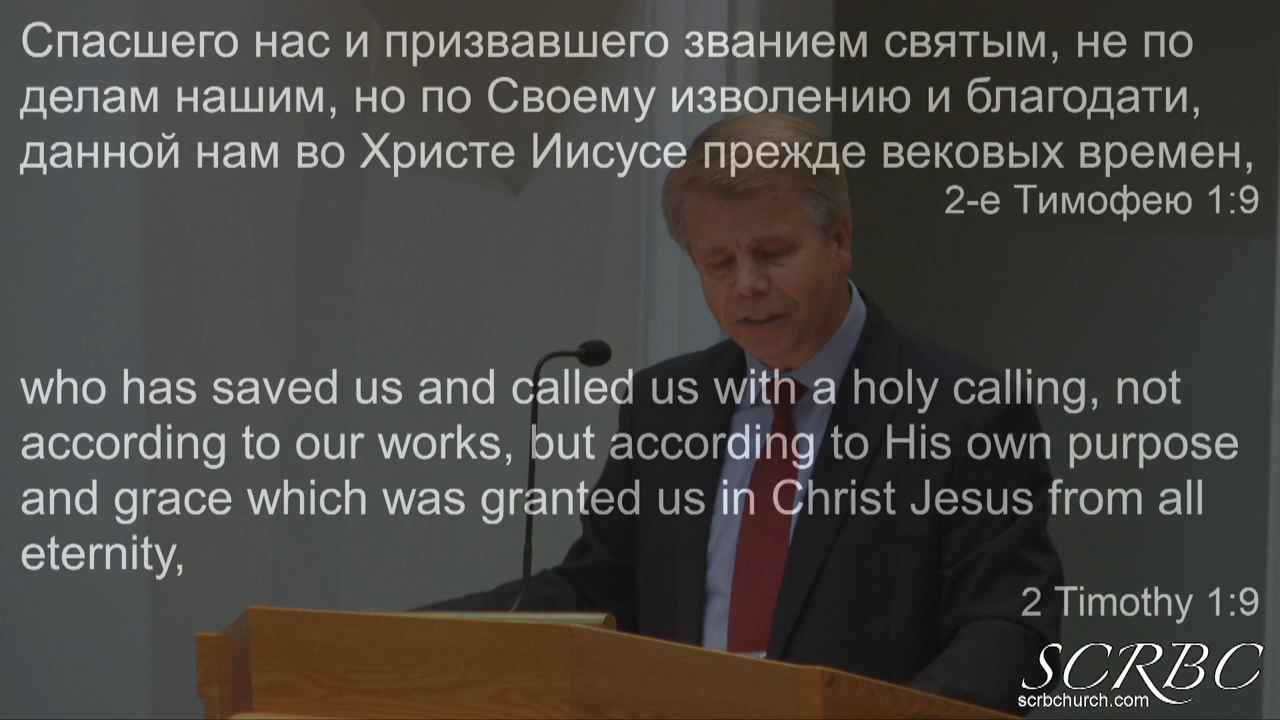 Спасшего нас и призвавшего званием святым, не по
делам нашим, но по Своему изволению и благодати,
данной нам во Христе Иисусе прежде вековых времен,
2-е Тимофею 1:9
who has saved us and called us with a holy calling, not
according to our works, but according to His own purpose
and grace which was granted us in Christ Jesus from all
eternity,
2 Timothy 1:9
SCRBC
scrbchurch.com